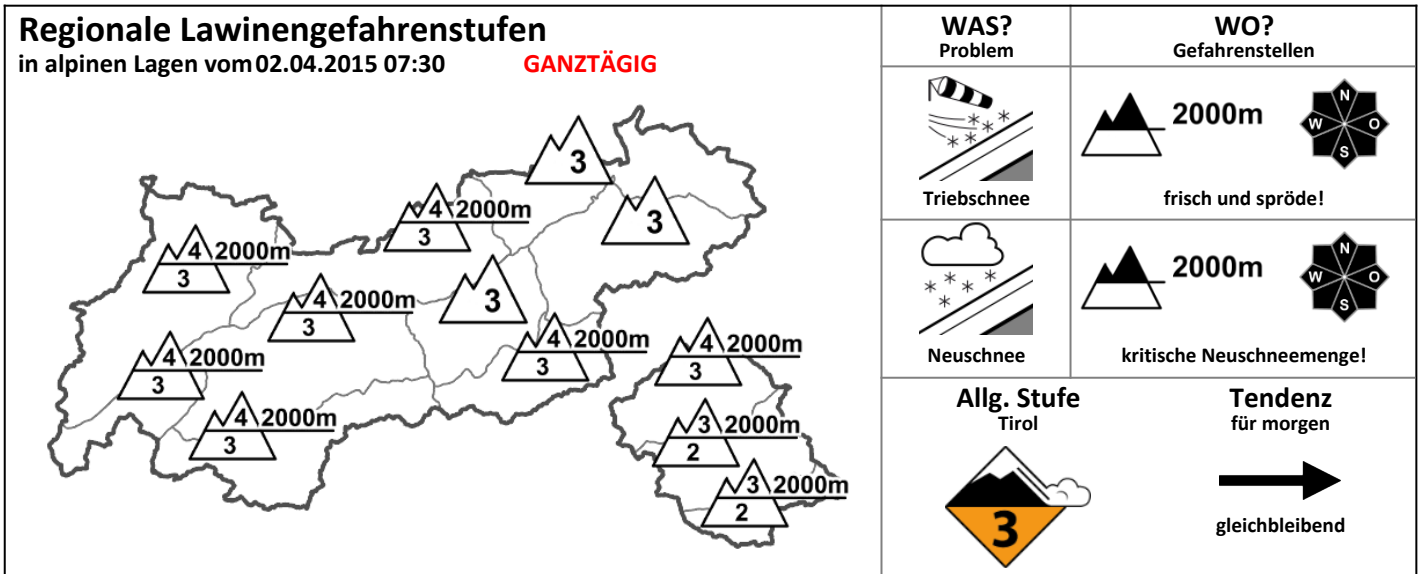 Regionale Lawinengefahrenstufen
in alpinen Lagen vom 02.04.2015 07:30 GANZTÄGIG
3
3
4 2000m
3
4 2000m
3
3
4 2000m
3
4 2000m
3
4 2000m
3
4 2000m
3
4 2000m
3
3 2000m
2
3 2000m
2
WAS?
Problem
WO?
Gefahrenstellen
Triebschnee
2000m
N
W O
S
frisch und spröde!
Neuschnee
2000m
N
W O
S
kritische Neuschneemenge!
Allg. Stufe
Tirol
3
Tendenz
für morgen
gleichbleibend